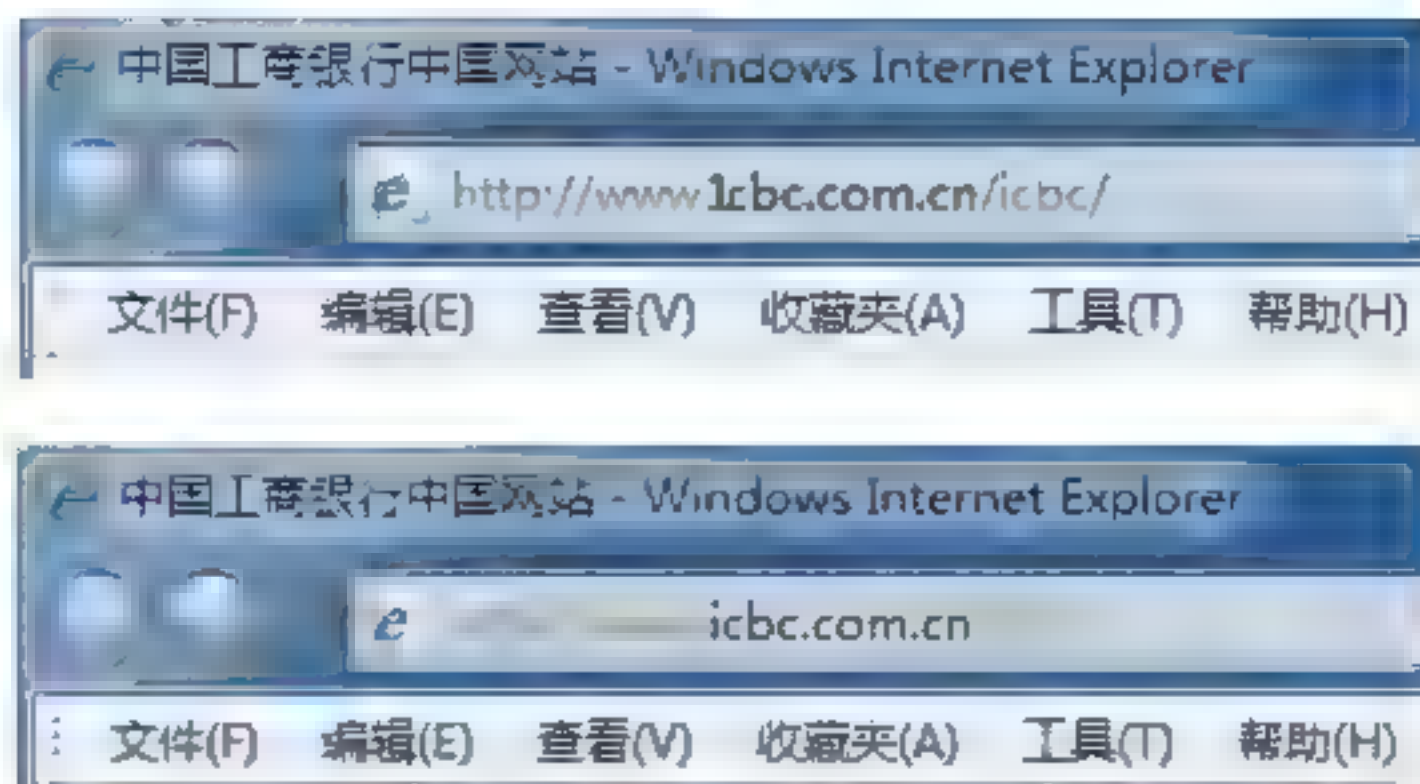 中国工商银行中国网站 - Windows Internet Explorer
http://www.1cbc.com.cn/icbc/
文件(F) 编辑(E) 查看(V) 收藏夹(A) 工具(T) 帮助(H)
中国工商银行中国网站 - Windows Internet Explorer
icbc.com.cn
文件(F) 编辑(E) 查看(V) 收藏夹(A) 工具(T) 帮助(H)